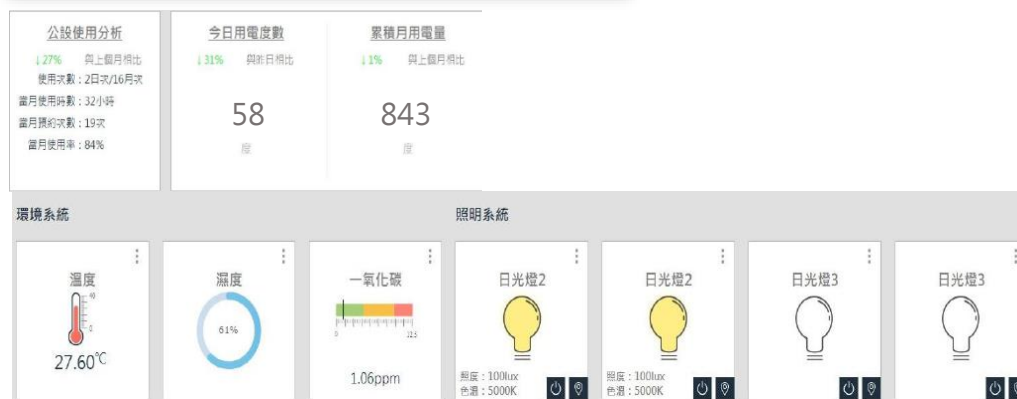 公設使用分析
↓27% 與上個月相比
使用次數：2日次/16月次
當月使用時數：32小時
當月預約次數：19次
當月使用率：84%
今日用電度數
↓31% 與昨日相比
58
度
累積月用電量
↓1% 與上個月相比
843
度
環境系統
照明系統
溫度
40
0
27.60℃
濕度
61%
一氧化碳
0
12.5
1.06ppm
日光燈2
照度：100lux
色溫：5000K
日光燈2
照度：100lux
色溫：5000K
日光燈3
日光燈3